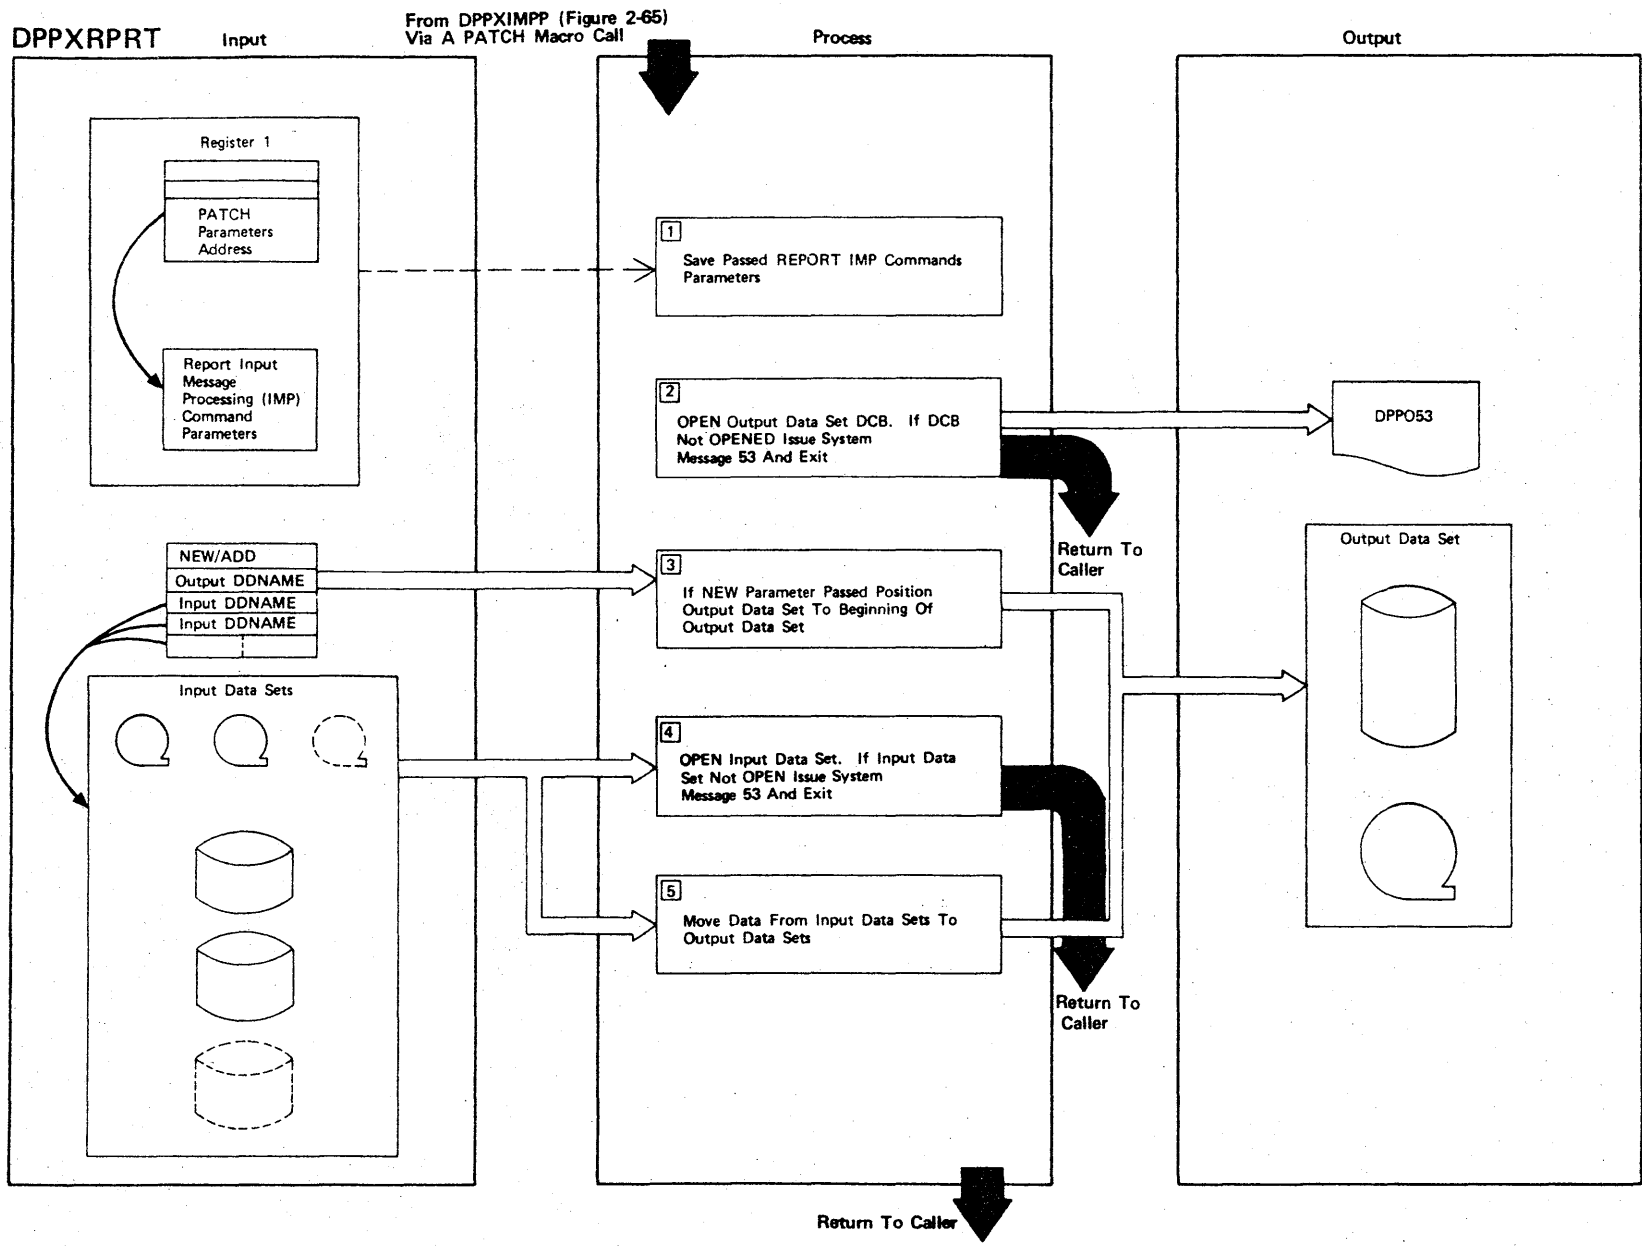 From DPPXIMPP (Figure 2-65)
Via A PATCH Macro Call
DPPXRPRT
Input
Process
Output
Register 1
PATCH
Parameters
Address
Report Input
Message
Processing (IMP)
Command
Parameters
NEW/ADD
Output DDNAME
Input DDNAME
Input DDNAME
Input Data Sets
1
Save Passed REPORT IMP Commands
Parameters
2
OPEN Output Data Set DCB. If DCB
Not OPENED Issue System
Message 53 And Exit
Return To
Caller
3
If NEW Parameter Passed Position
Output Data Set To Beginning Of
Output Data Set
4
OPEN Input Data Set. If Input Data
Set Not OPEN Issue System
Message 53 And Exit
5
Move Data From Input Data Sets To
Output Data Sets
Return To
Caller
Return To Caller
DPPO53
Output Data Set